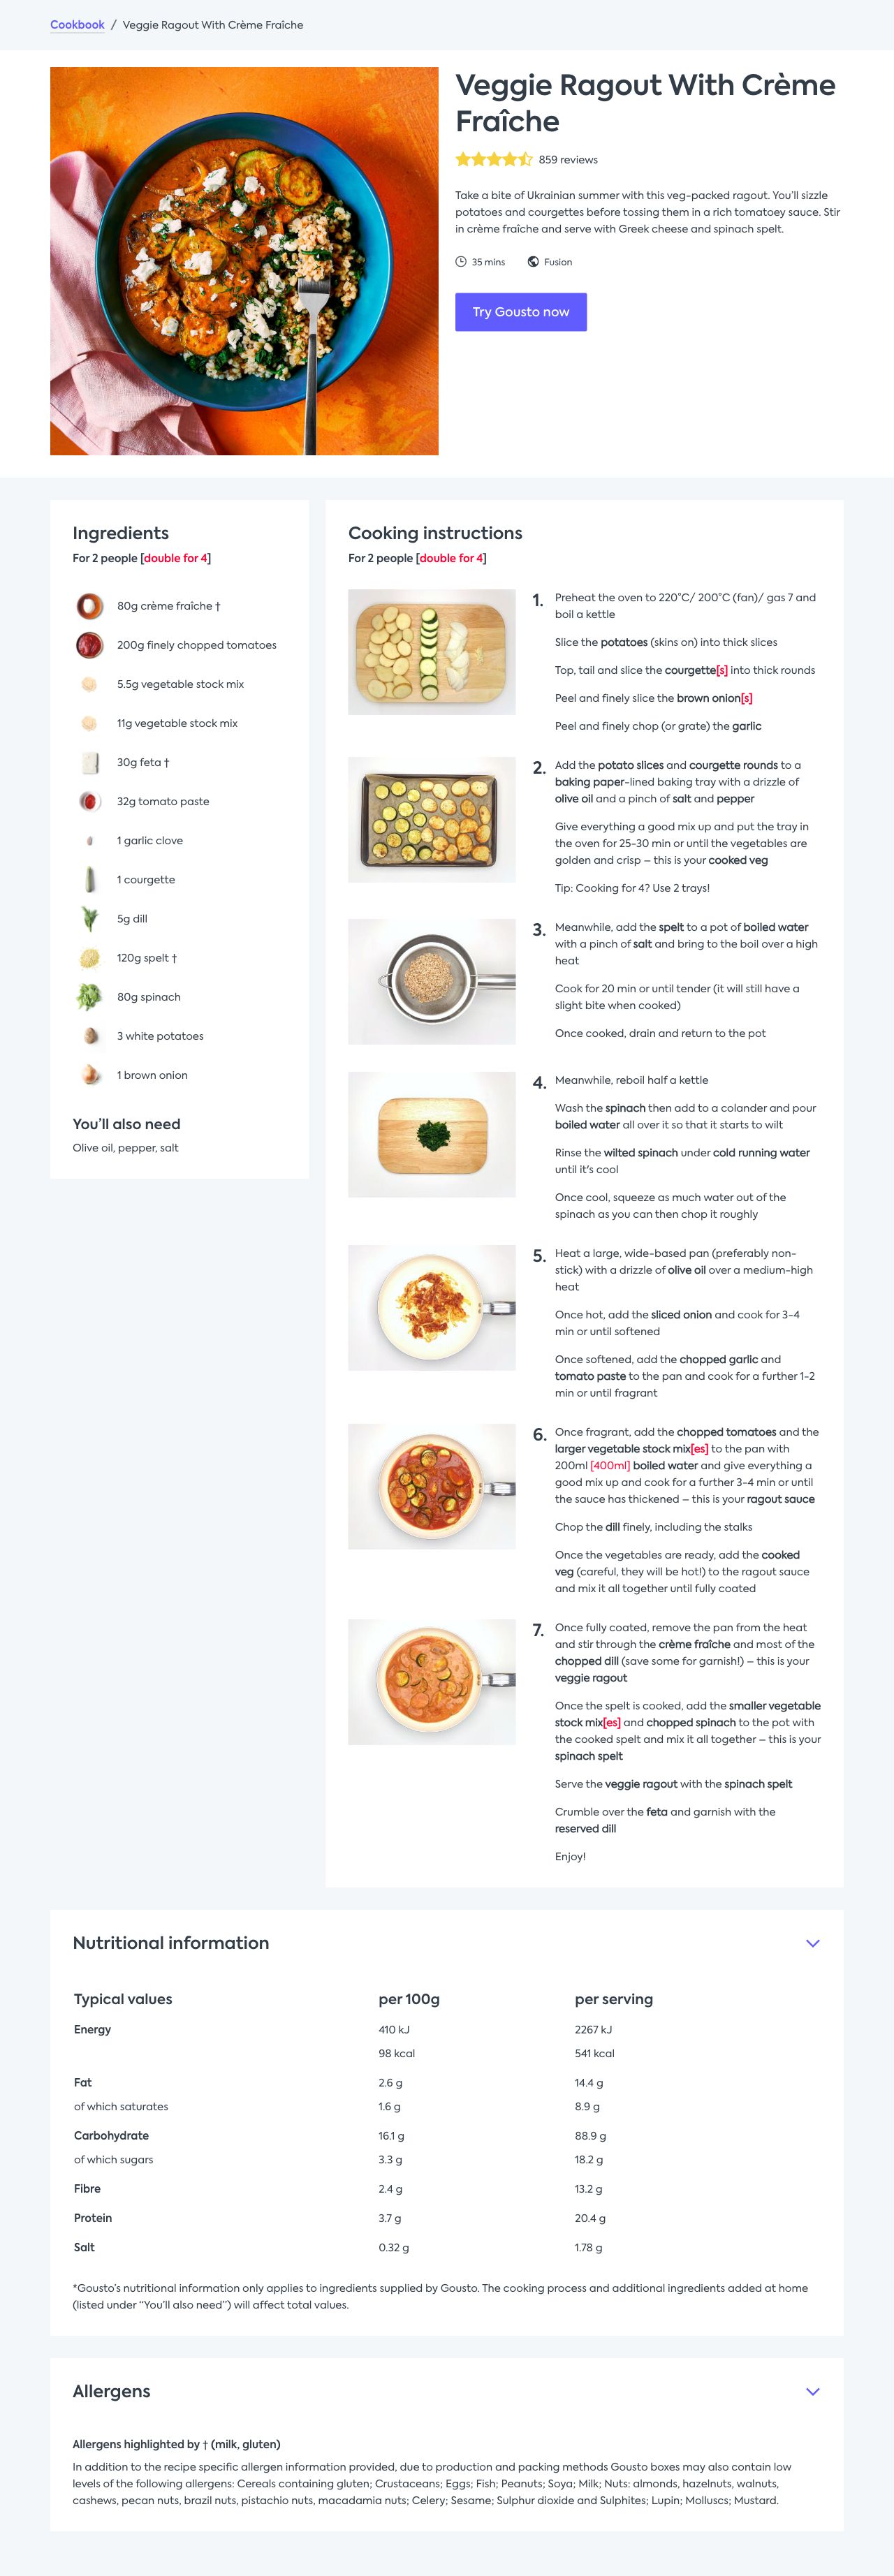 Cookbook / Veggie Ragout With Crème Fraîche
Veggie Ragout With Crème
Fraîche
859 reviews
Take a bite of Ukrainian summer with this veg-packed ragout. You'll sizzle
potatoes and courgettes before tossing them in a rich tomatoey sauce. Stir
in crème fraîche and serve with Greek cheese and spinach spelt.
35 mins Fusion
Try Gousto now
Ingredients
For 2 people [double for 4]
80g crème fraîche †
200g finely chopped tomatoes
5.5g vegetable stock mix
11g vegetable stock mix
30g feta †
32g tomato paste
1 garlic clove
1 courgette
5g dill
120g spelt †
80g spinach
3 white potatoes
1 brown onion
You'll also need
Olive oil, pepper, salt
Cooking instructions
For 2 people [double for 4]
1. Preheat the oven to 220°C/ 200°C (fan)/ gas 7 and
boil a kettle
Slice the potatoes (skins on) into thick slices
Top, tail and slice the courgette[s] into thick rounds
Peel and finely slice the brown onion[s]
Peel and finely chop (or grate) the garlic
2. Add the potato slices and courgette rounds to a
baking paper-lined baking tray with a drizzle of
olive oil and a pinch of salt and pepper
Give everything a good mix up and put the tray in
the oven for 25-30 min or until the vegetables are
golden and crisp – this is your cooked veg
Tip: Cooking for 4? Use 2 trays!
3. Meanwhile, add the spelt to a pot of boiled water
with a pinch of salt and bring to the boil over a high
heat
Cook for 20 min or until tender (it will still have a
slight bite when cooked)
Once cooked, drain and return to the pot
4. Meanwhile, reboil half a kettle
Wash the spinach then add to a colander and pour
boiled water all over it so that it starts to wilt
Rinse the wilted spinach under cold running water
until it's cool
Once cool, squeeze as much water out of the
spinach as you can then chop it roughly
5. Heat a large, wide-based pan (preferably non-
stick) with a drizzle of olive oil over a medium-high
heat
Once hot, add the sliced onion and cook for 3-4
min or until softened
Once softened, add the chopped garlic and
tomato paste to the pan and cook for a further 1-2
min or until fragrant
6. Once fragrant, add the chopped tomatoes and the
larger vegetable stock mix[es] to the pan with
200ml [400ml] boiled water and give everything a
good mix up and cook for a further 3-4 min or until
the sauce has thickened – this is your ragout sauce
Chop the dill finely, including the stalks
Once the vegetables are ready, add the cooked
veg (careful, they will be hot!) to the ragout sauce
and mix it all together until fully coated
7. Once fully coated, remove the pan from the heat
and stir through the crème fraîche and most of the
chopped dill (save some for garnish!) – this is your
veggie ragout
Once the spelt is cooked, add the smaller vegetable
stock mix[es] and chopped spinach to the pot with
the cooked spelt and mix it all together – this is your
spinach spelt
Serve the veggie ragout with the spinach spelt
Crumble over the feta and garnish with the
reserved dill
Enjoy!
Nutritional information
Typical values per 100g per serving
Energy 410 kJ 2267 kJ
98 kcal 541 kcal
Fat 2.6 g 14.4 g
of which saturates 1.6 g 8.9 g
Carbohydrate 16.1 g 88.9 g
of which sugars 3.3 g 18.2 g
Fibre 2.4 g 13.2 g
Protein 3.7 g 20.4 g
Salt 0.32 g 1.78 g
*Gousto's nutritional information only applies to ingredients supplied by Gousto. The cooking process and additional ingredients added at home
(listed under "You'll also need") will affect total values.
Allergens
Allergens highlighted by † (milk, gluten)
In addition to the recipe specific allergen information provided, due to production and packing methods Gousto boxes may also contain low
levels of the following allergens: Cereals containing gluten; Crustaceans; Eggs; Fish; Peanuts; Soya; Milk; Nuts: almonds, hazelnuts, walnuts,
cashews, pecan nuts, brazil nuts, pistachio nuts, macadamia nuts; Celery; Sesame; Sulphur dioxide and Sulphites; Lupin; Molluscs; Mustard.